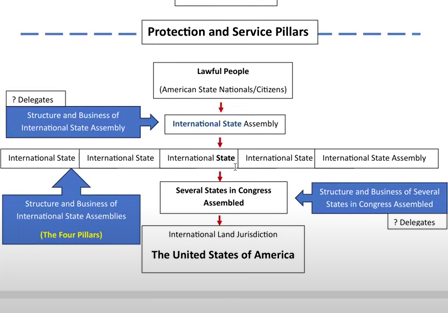 Protection and Service Pillars
Lawful People
(American State Nationals/Citizens)
? Delegates
Structure and Business of
International State Assembly
International State Assembly
International State
International State
International State
International State
International State Assembly
Structure and Business of
International State Assemblies
(The Four Pillars)
Several States in Congress
Assembled
Structure and Business of Several
States in Congress Assembled
? Delegates
International Land Jurisdiction
The United States of America